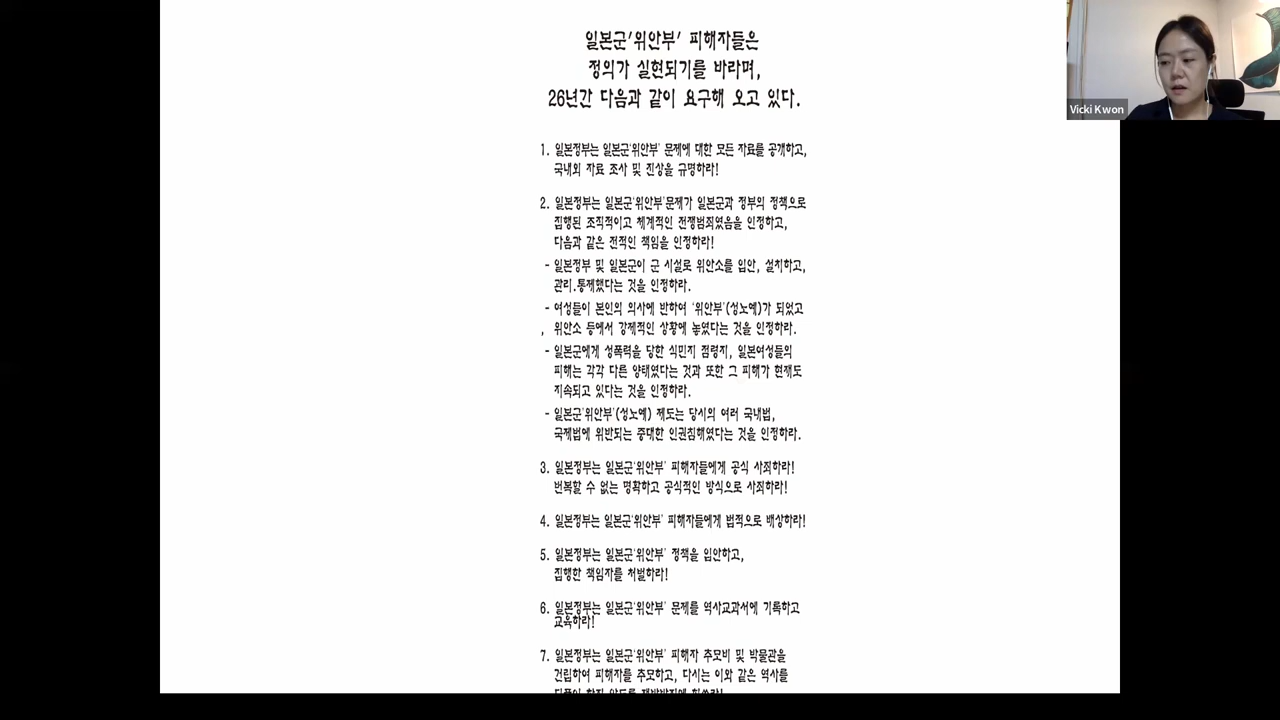 일본군'위안부' 피해자들은
정의가 실현되기를 바라며,
26년간 다음과 같이 요구해 오고 있다.
1. 일본정부는 일본군'위안부' 문제에 대한 모든 자료를 공개하고,
국내외 자료 조사 및 진상을 규명하라!
2. 일본정부는 일본군'위안부'문제가 일본군과 정부의 정책으로
집행된 조직적이고 체계적인 전쟁범죄였음을 인정하고,
다음과 같은 전적인 책임을 인정하라!
- 일본정부 및 일본군이 군 시설로 위안소를 입안, 설치하고,
관리.통제했다는 것을 인정하라.
- 여성들이 본인의 의사에 반하여 '위안부'(성노예)가 되었고
, 위안소 등에서 강제적인 상황에 놓였다는 것을 인정하라.
- 일본군에게 성폭력을 당한 식민지 점령지, 일본여성들의
피해는 각각 다른 양태였다는 것과 또한 그 피해가 현재도
지속되고 있다는 것을 인정하라.
- 일본군'위안부'(성노예) 제도는 당시의 여러 국내법,
국제법에 위반되는 중대한 인권침해였다는 것을 인정하라.
3. 일본정부는 일본군'위안부' 피해자들에게 공식 사죄하라!
번복할 수 없는 명확하고 공식적인 방식으로 사죄하라!
4. 일본정부는 일본군'위안부' 피해자들에게 법적으로 배상하라!
5. 일본정부는 일본군'위안부' 정책을 입안하고,
집행한 책임자를 처벌하라!
6. 일본정부는 일본군'위안부' 문제를 역사교과서에 기록하고
교육하라!
7. 일본정부는 일본군'위안부' 피해자 추모비 및 박물관을
건립하여 피해자를 추모하고, 다시는 이와 같은 역사를
Vicki Kwon